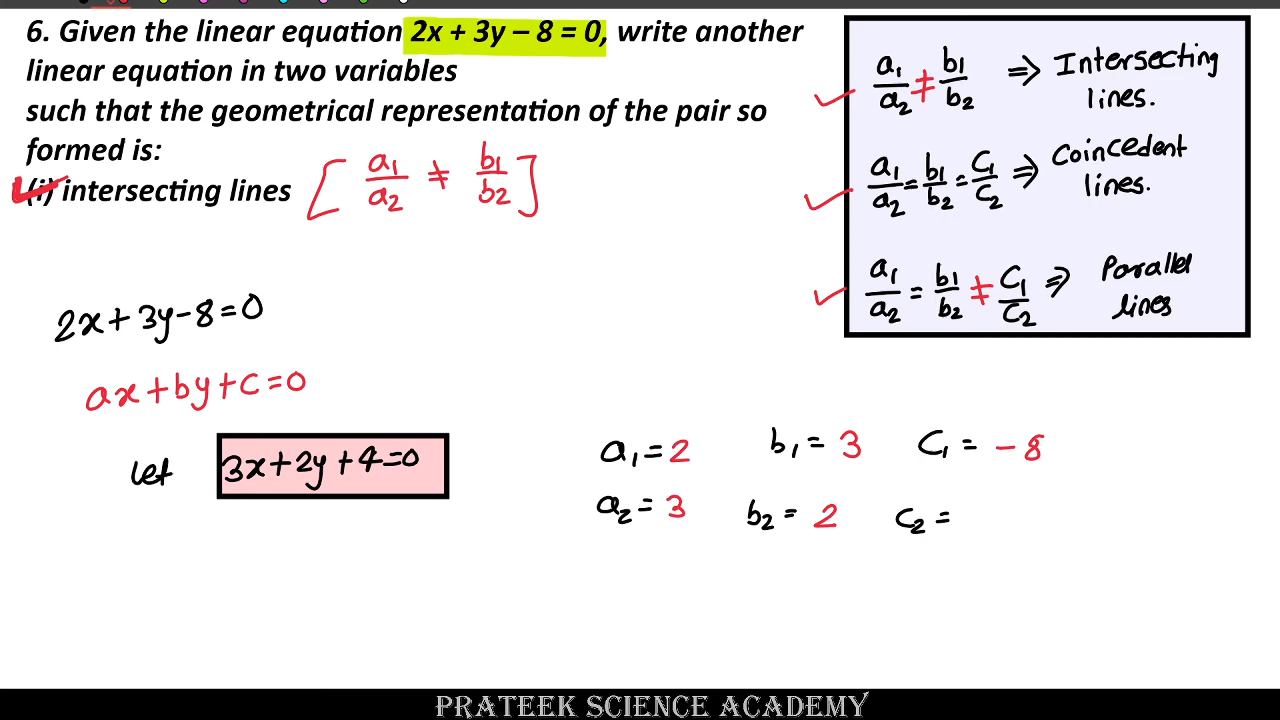 6. Given the linear equation 2x + 3y – 8 = 0, write another
linear equation in two variables
such that the geometrical representation of the pair so
formed is:
(i) intersecting lines [ a₁/a₂ ≠ b₁/b₂ ]
a₁/a₂ ≠ b₁/b₂ ⇒ Intersecting lines.
a₁/a₂ = b₁/b₂ = C₁/C₂ ⇒ Coincedent lines.
a₁/a₂ = b₁/b₂ ≠ C₁/C₂ ⇒ Parallel lines
2x + 3y - 8 = 0
ax + by + c = 0
let 3x + 2y + 4 = 0
a₁ = 2 b₁ = 3 C₁ = - 8
a₂ = 3 b₂ = 2 C₂ =
PRATEEK SCIENCE ACADEMY